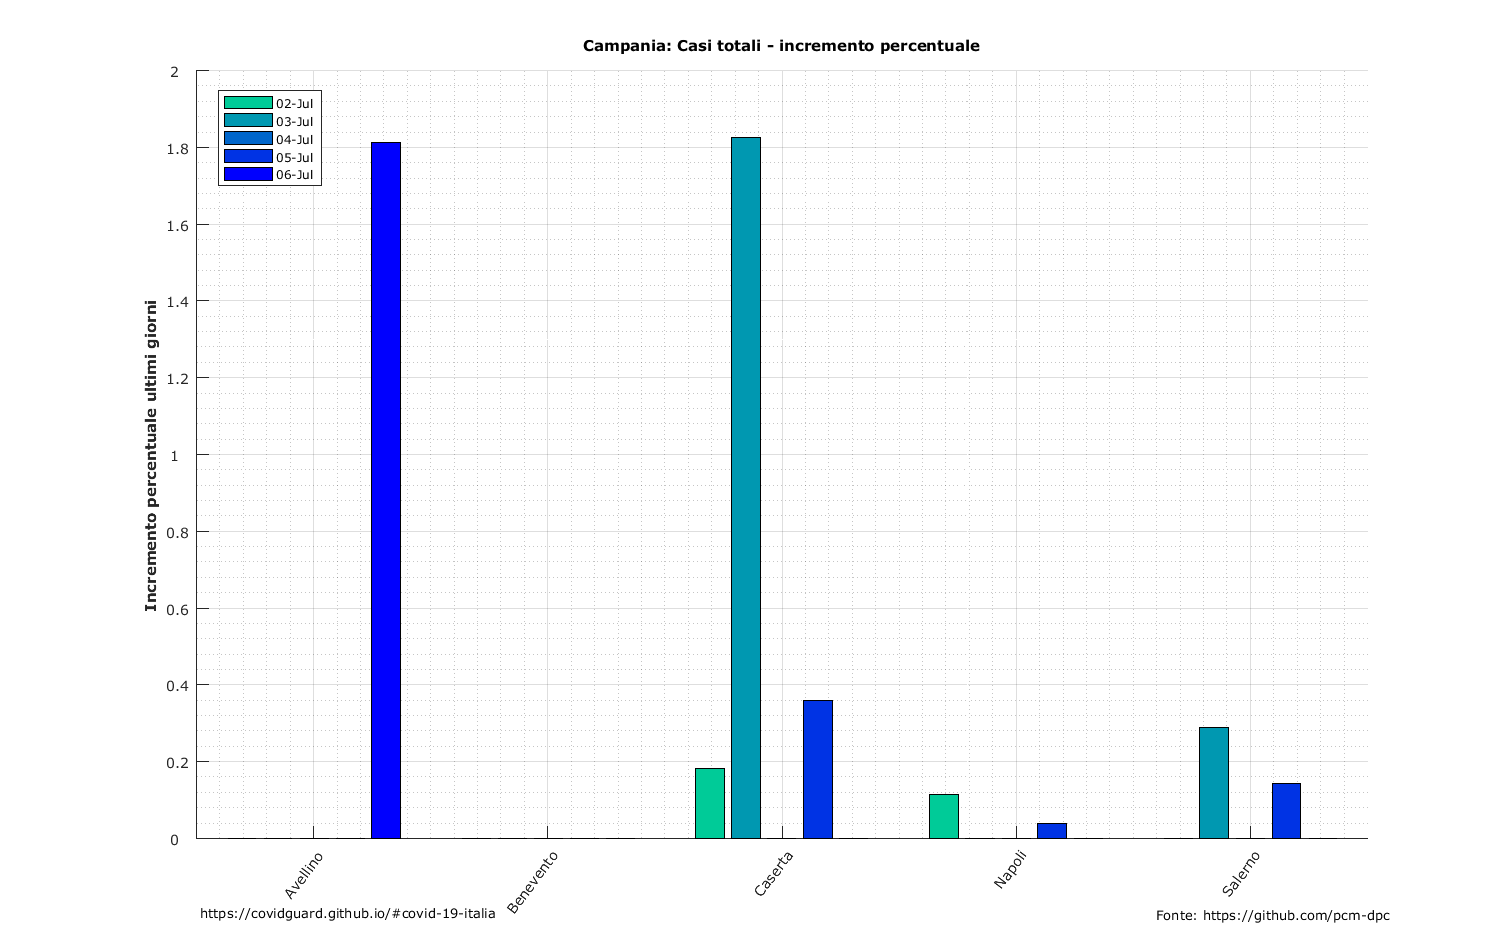 Campania: Casi totali - incremento percentuale
Incremento percentuale ultimi giorni
2
1.8
1.6
1.4
1.2
1
0.8
0.6
0.4
0.2
0
02-Jul
03-Jul
04-Jul
05-Jul
06-Jul
Avellino
Benevento
Caserta
Napoli
Salerno
https://covidguard.github.io/#covid-19-italia
Fonte: https://github.com/pcm-dpc